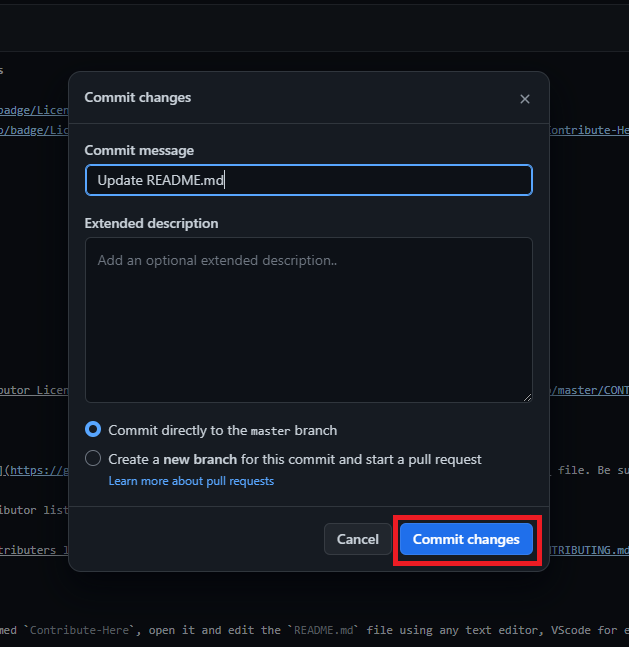 s
Commit changes
badge/Licen
o/badge/Lic
ontribute-He
Commit message
Update README.md
Extended description
Add an optional extended description..
butor Licen
o/master/CONT
Commit directly to the master branch
Create a new branch for this commit and start a pull request
](https://g
file. Be su
Learn more about pull requests
ibutor list
Cancel
Commit changes
tributers l
NTRIBUTING.md
med `Contribute-Here`, open it and edit the `README.md` file using any text editor, VScode for e